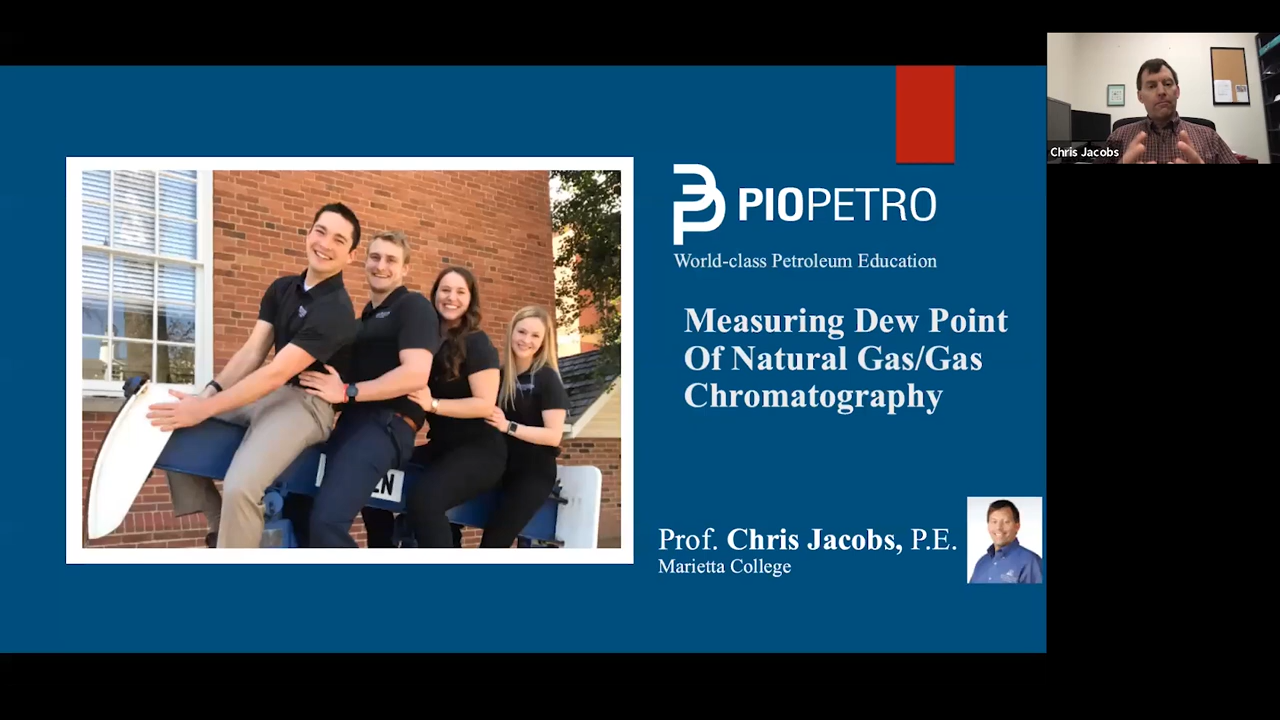 Chris Jacobs
PIOPETRO
World-class Petroleum Education
Measuring Dew Point
Of Natural Gas/Gas
Chromatography
Prof. Chris Jacobs, P.E.
Marietta College